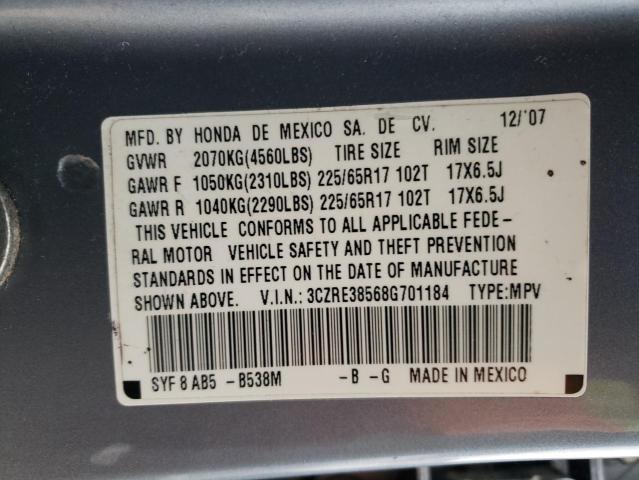 MFD. BY HONDA DE MEXICO SA. DE CV. 12/'07
GVWR 2070KG(4560LBS) TIRE SIZE RIM SIZE
GAWR F 1050KG(2310LBS) 225/65R17 102T 17X6.5J
GAWR R 1040KG(2290LBS) 225/65R17 102T 17X6.5J
THIS VEHICLE CONFORMS TO ALL APPLICABLE FEDE-
RAL MOTOR VEHICLE SAFETY AND THEFT PREVENTION
STANDARDS IN EFFECT ON THE DATE OF MANUFACTURE
SHOWN ABOVE. V.I.N.: 3CZRE38568G701184 TYPE:MPV
SYF 8 AB5 -B538M -B -G MADE IN MEXICO